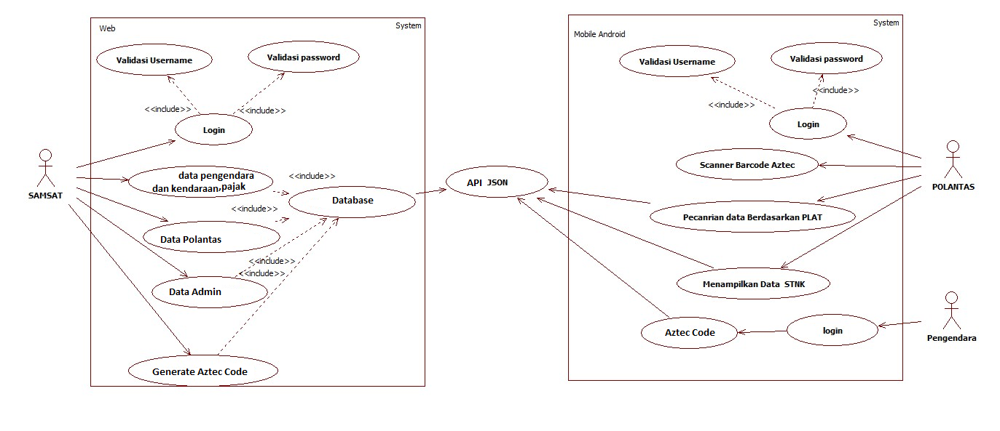 Web
System
Validasi Username
Validasi password
<<include>>
<<include>>
Login
SAMSAT
data pengendara
dan kendaraan,pajak
<<include>>
Database
<<include>>
Data Polantas
<<include>>
<<include>>
Data Admin
Generate Aztec Code
API JSON
System
Mobile Android
Validasi Username
Validasi password
<<include>>
<<include>>
Login
Scanner Barcode Aztec
POLANTAS
Pecanrian data Berdasarkan PLAT
Menampilkan Data STNK
Aztec Code
login
Pengendara